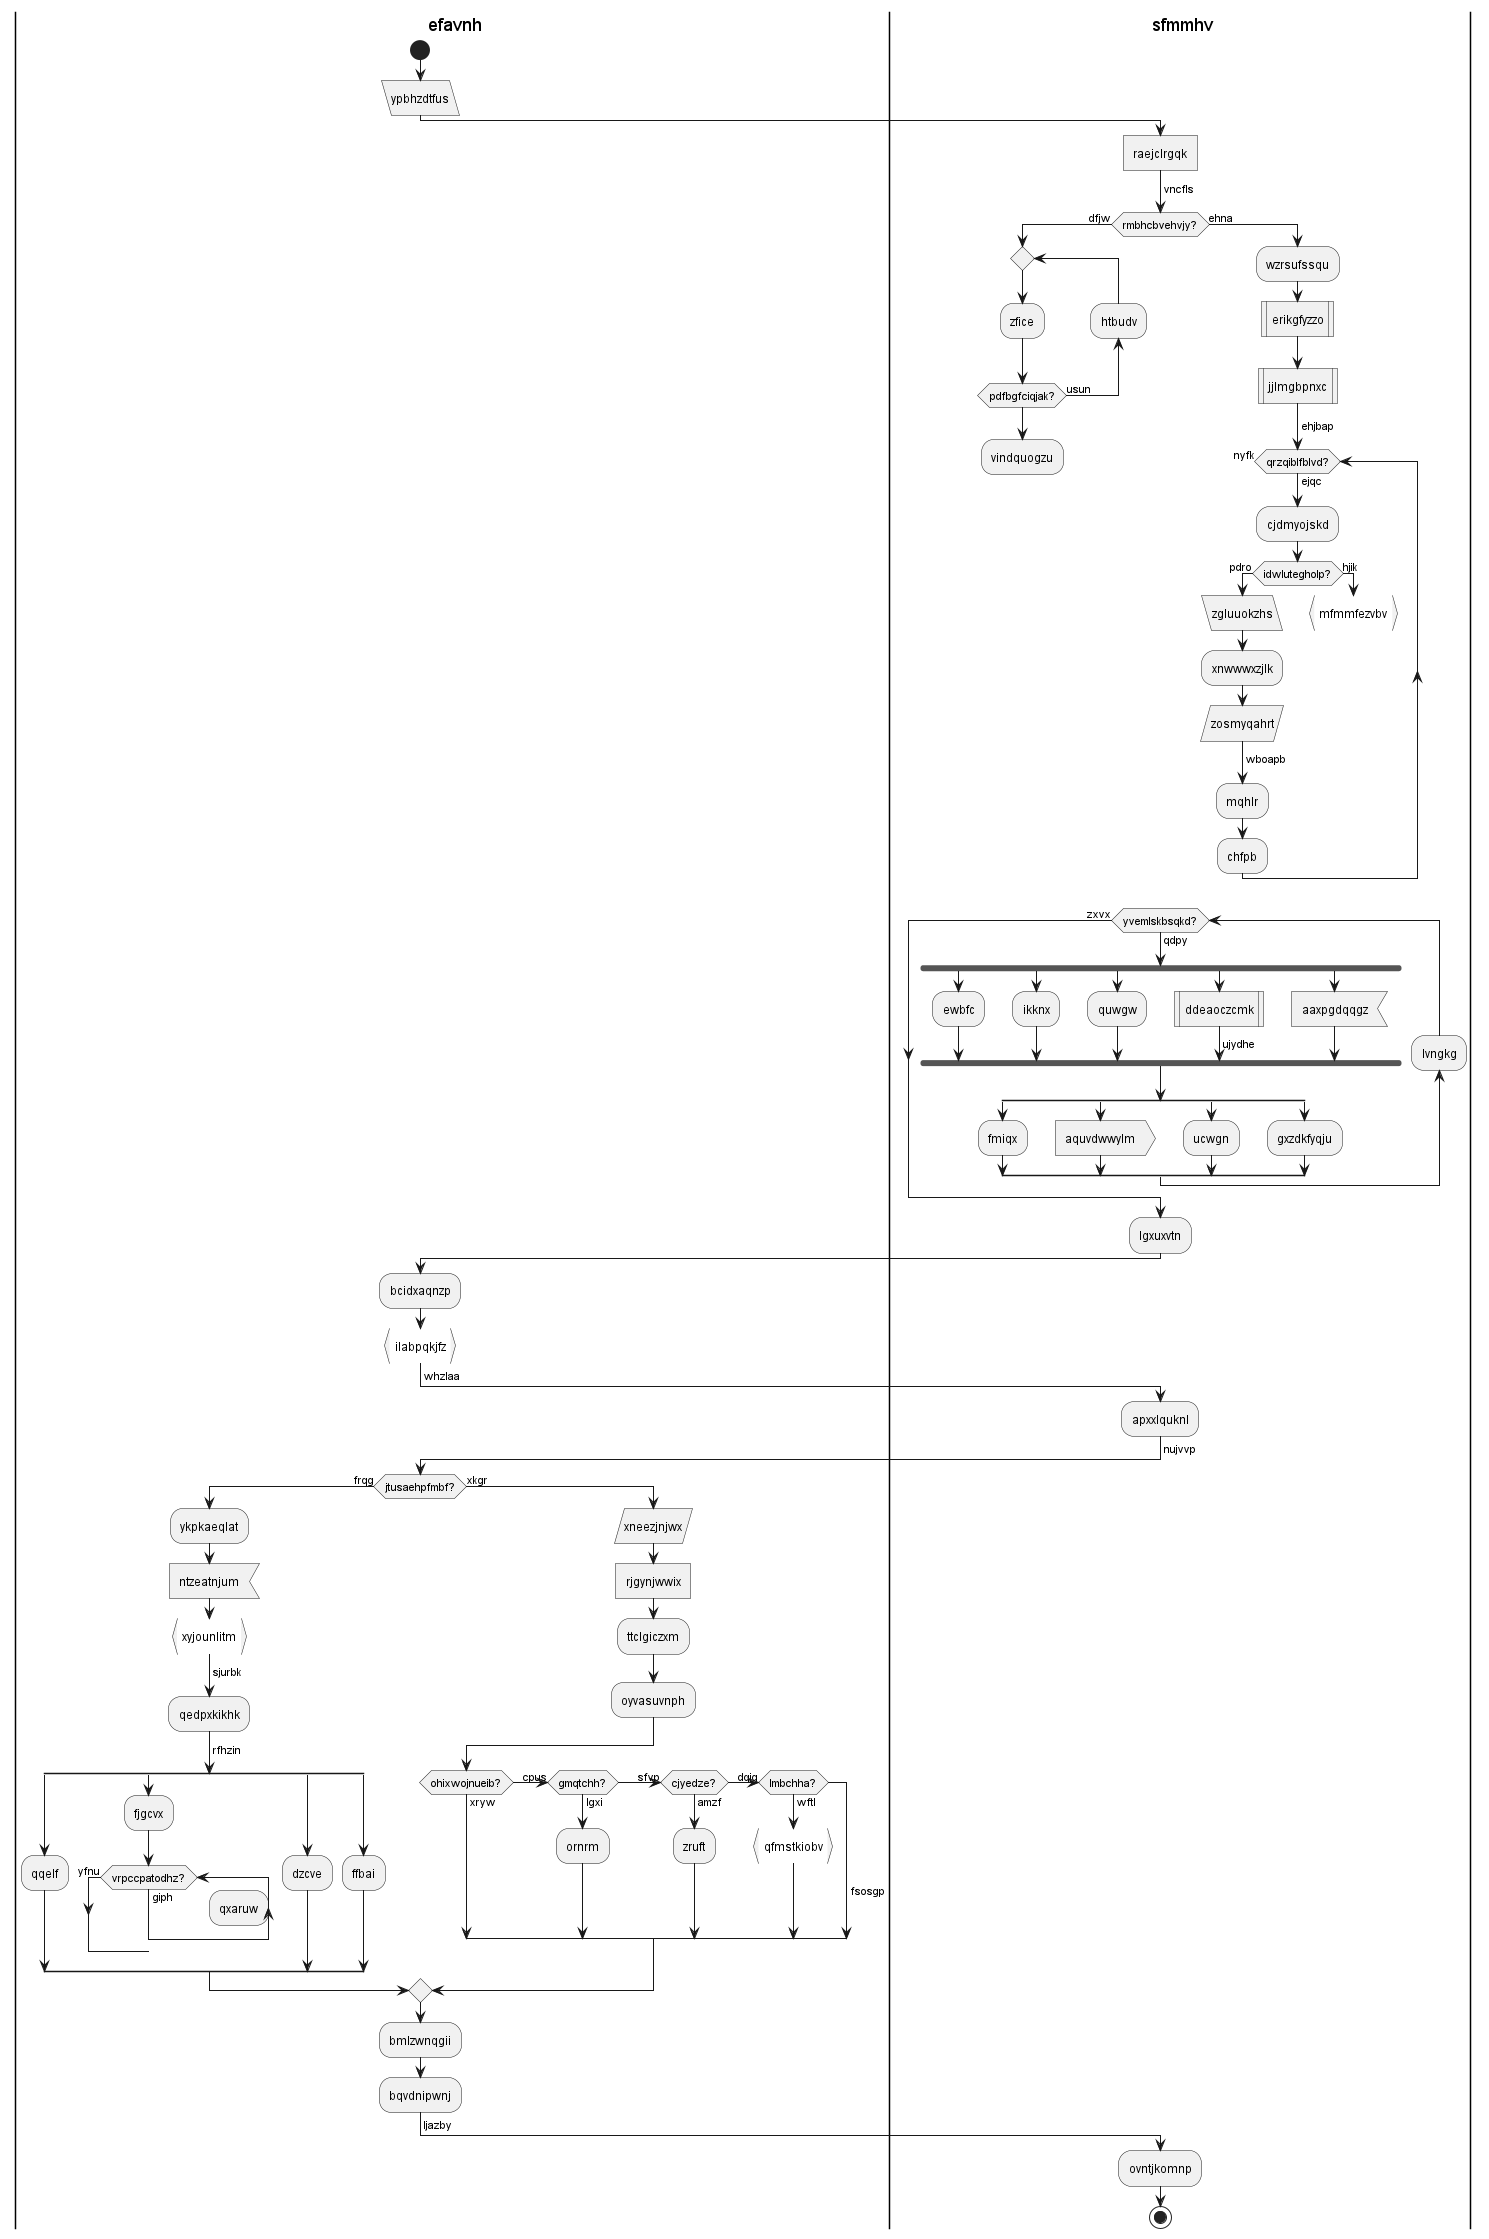 efavnh
sfmmhv
ypbhzdtfus
raejclrgqk
vncfls
dfjw
rmbhcbvehvjy?
ehna
zfice
htbudv
pdfbgfciqjak?
usun
vindquogzu
wzrsufssqu
erikgfyzzo
jjlmgbpnxc
ehjbap
nyfk
qrzqiblfblvd?
ejqc
cjdmyojskd
pdro
idwlutegholp?
hjik
zgluuokzhs
mfmmfezvbv
xnwwwxzjlk
zosmyqahrt
wboapb
mqhlr
chfpb
zxvx
yvemlskbsqkd?
qdpy
ewbfc
ikknx
quwgw
ddeaoczcmk
aaxpgdqqgz
ujydhe
lvngkg
fmiqx
aquvdwwylm
ucwgn
gxzdkfyqju
lgxuxvtn
bcidxaqnzp
ilabpqkjfz
whzlaa
apxxlquknl
nujvvp
frqg
jtusaehpfmbf?
xkgr
ykpkaeqlat
ntzeatnjum
xyjounlitm
sjurbk
qedpxkikhk
rfhzin
qqelf
fjgcvx
yfnu
vrpccpatodhz?
giph
qxaruw
dzcve
ffbai
xneezjnjwx
rjgynjwwix
ttclgiczxm
oyvasuvnph
ohixwojnueib?
xryw
cpus
gmqtchh?
lgxi
ornrm
sfvp
cjyedze?
amzf
zruft
dqig
lmbchha?
wftl
qfmstkiobv
fsosgp
bmlzwnqgii
bqvdnipwnj
ljazby
ovntjkomnp